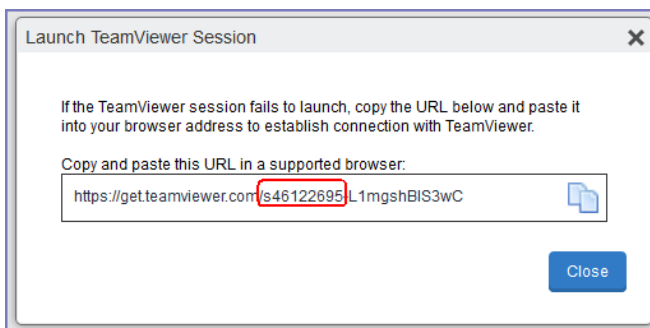 Launch TeamViewer Session
If the TeamViewer session fails to launch, copy the URL below and paste it
into your browser address to establish connection with TeamViewer.
Copy and paste this URL in a supported browser:
https://get.teamviewer.com/s46122695-L1mgshBIS3wC
Close